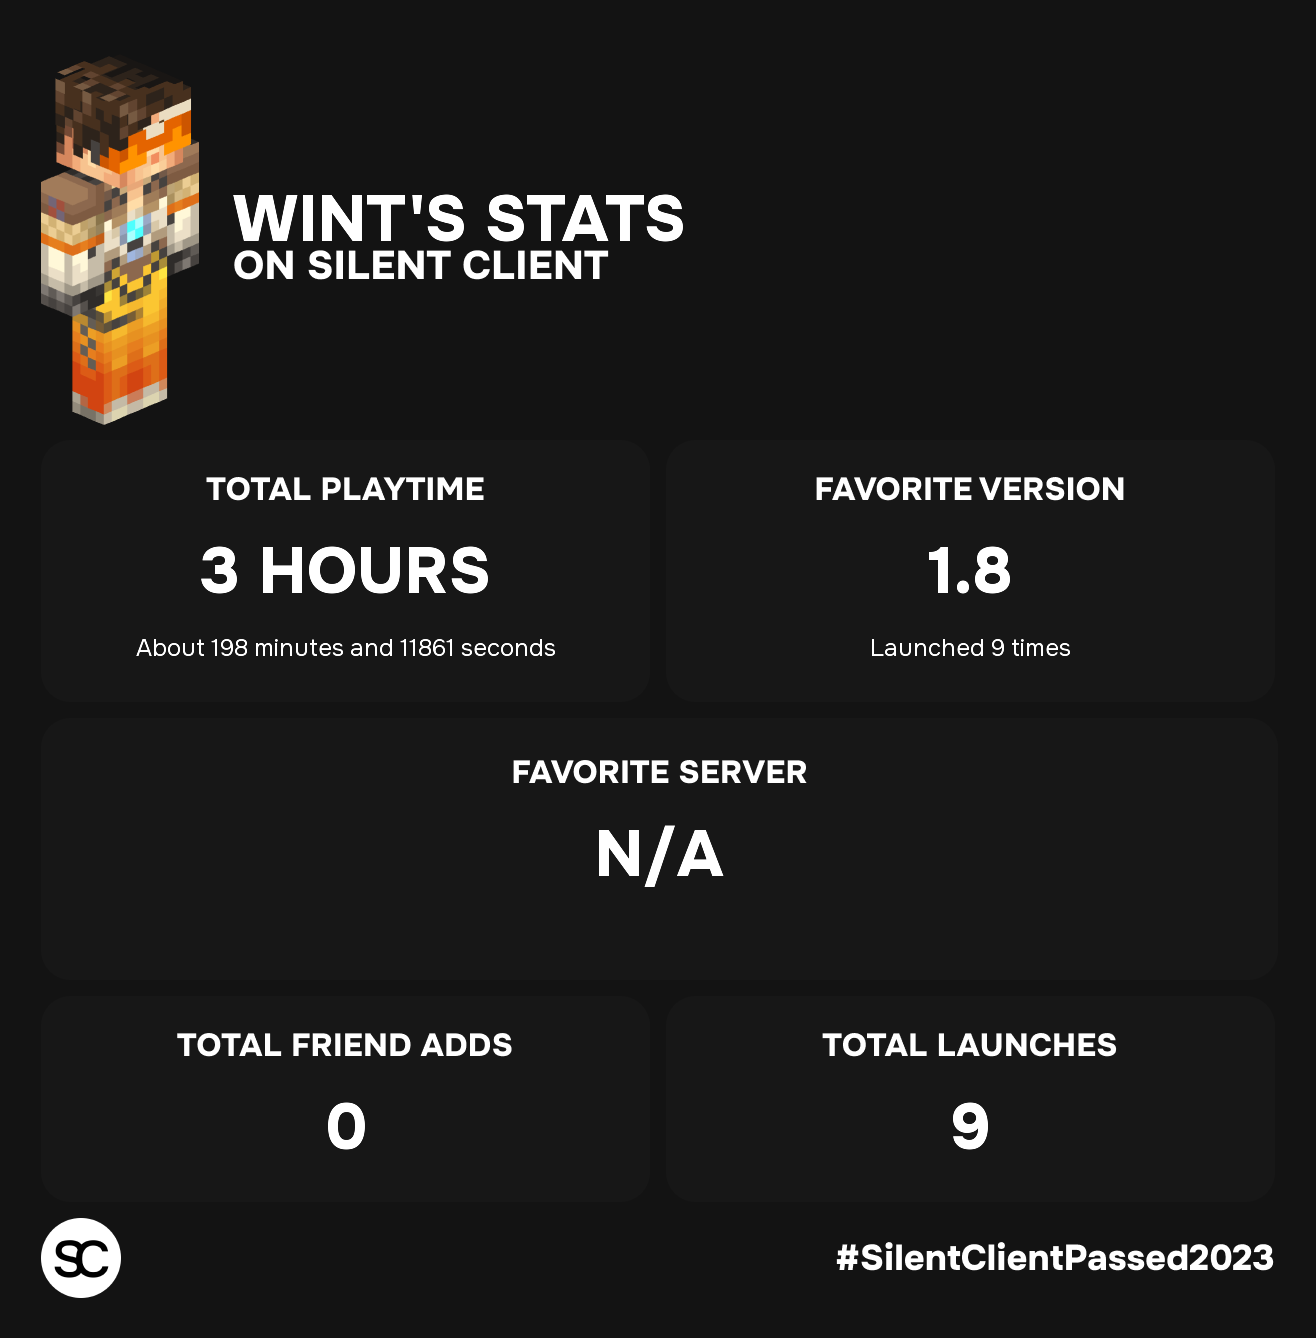 WINT'S STATS
ON SILENT CLIENT
TOTAL PLAYTIME
3 HOURS
About 198 minutes and 11861 seconds
FAVORITE VERSION
1.8
Launched 9 times
FAVORITE SERVER
N/A
TOTAL FRIEND ADDS
0
TOTAL LAUNCHES
9
SC
#SilentClientPassed2023